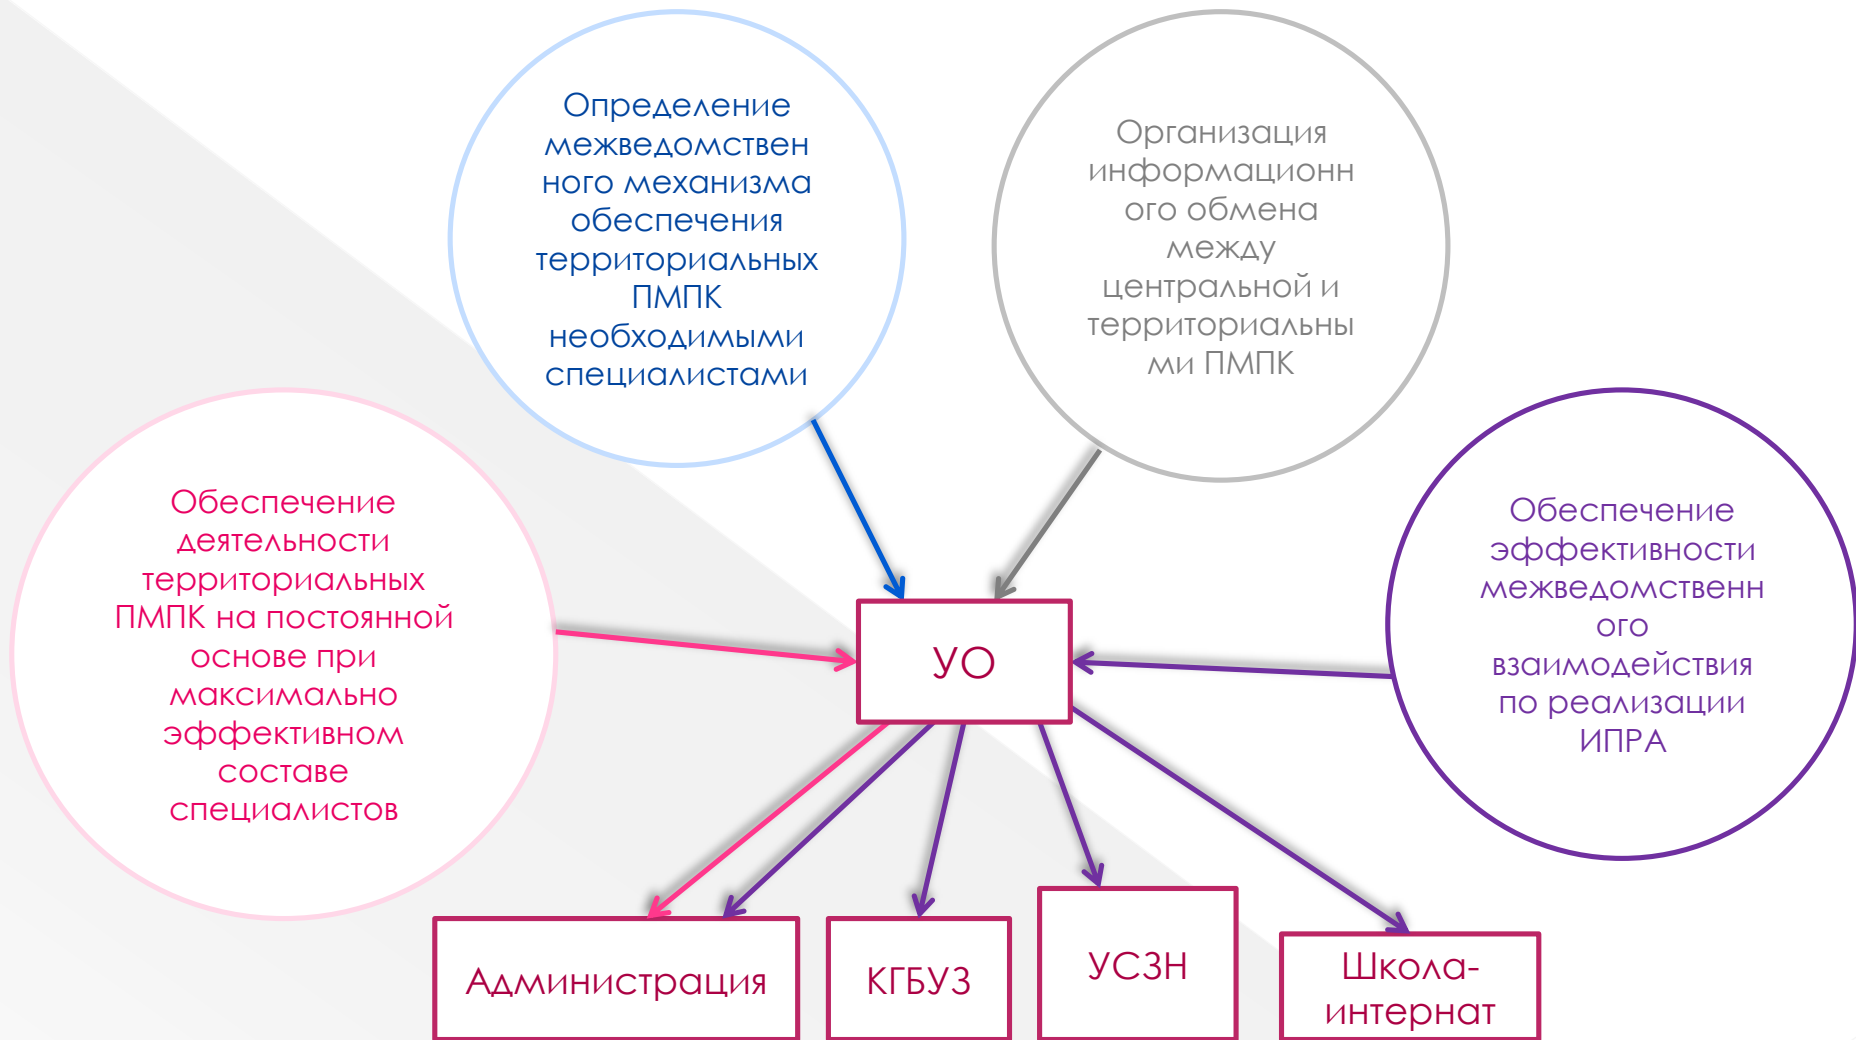 Определение
межведомствен
ного механизма
обеспечения
территориальных
ПМПК
необходимыми
специалистами
Организация
информационн
ого обмена
между
центральной и
территориальны
ми ПМПК
Обеспечение
деятельности
территориальных
ПМПК на постоянной
основе при
максимально
эффективном
составе
специалистов
Обеспечение
эффективности
межведомственн
ого
взаимодействия
по реализации
ИПРА
УО
Администрация
КГБУЗ
УСЗН
Школа-
интернат